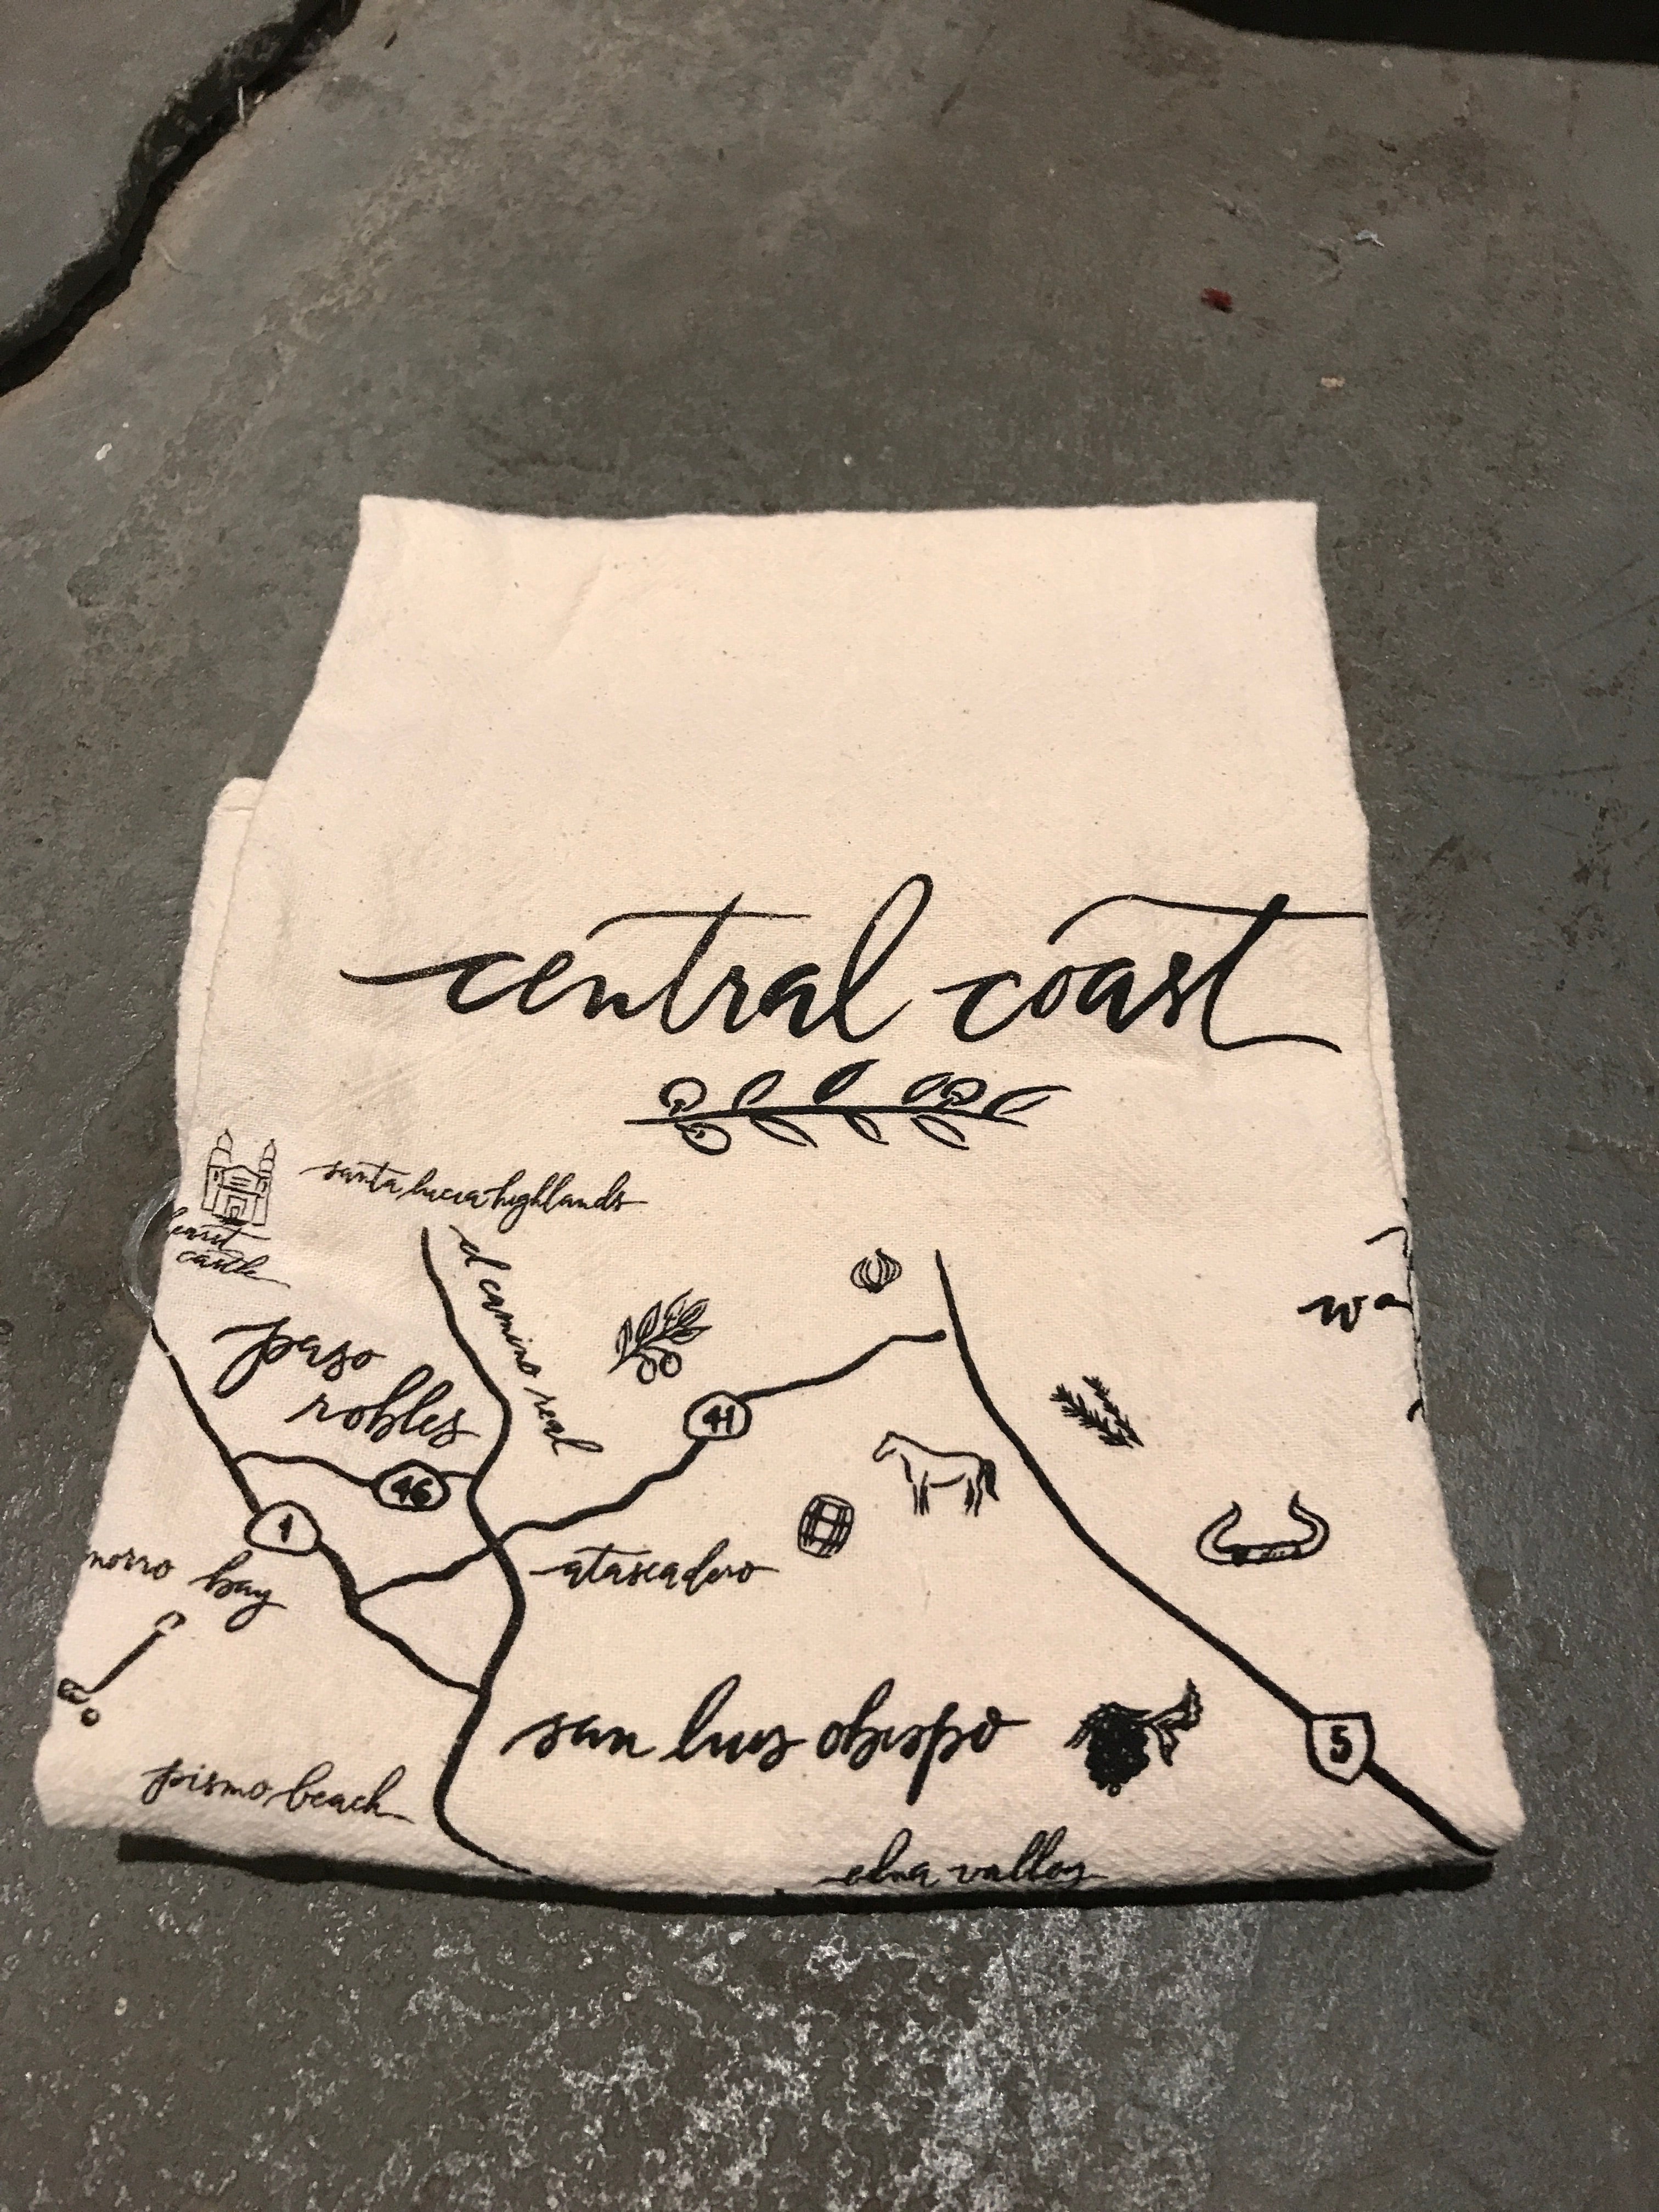 central coast
santa lucia highlands
castle
el camino real
paso
robles
41
46
1
morro bay
atascadero
san luis obispo
5
pismo beach
edna valley